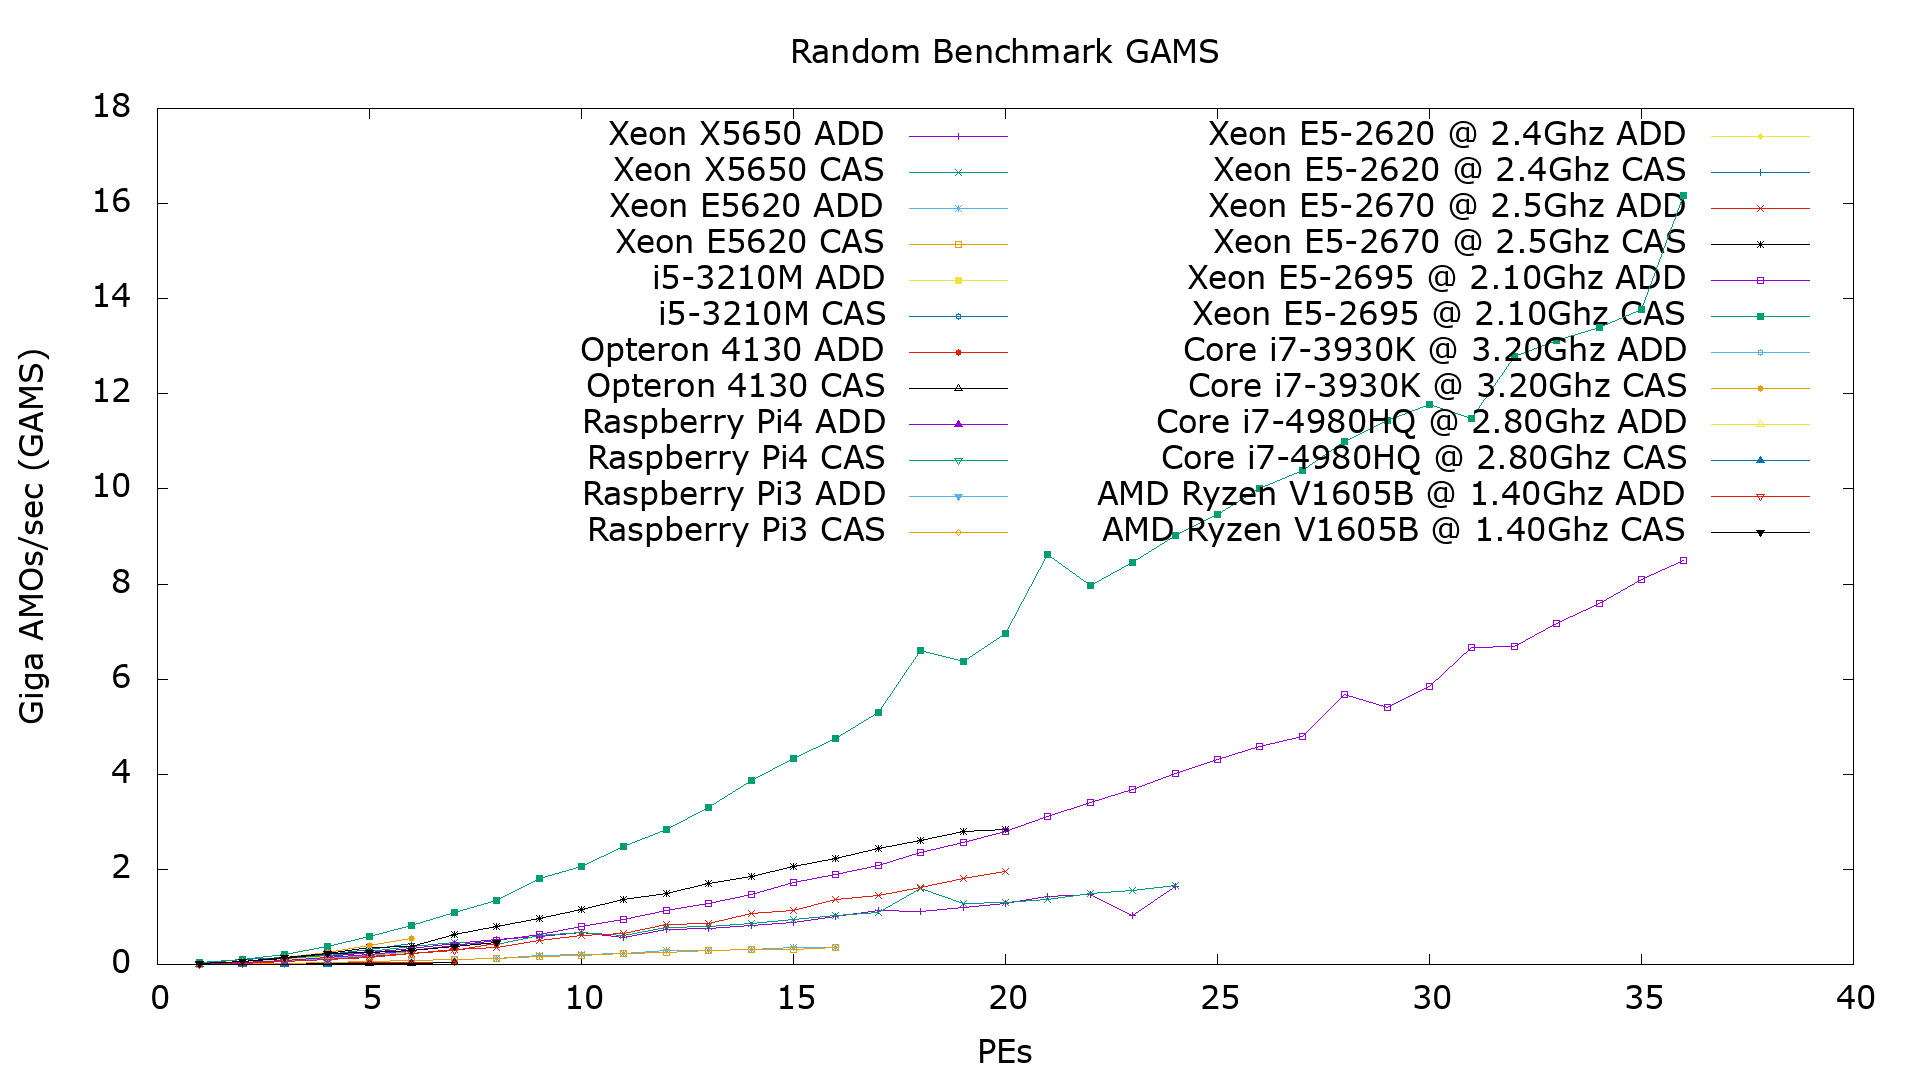 Random Benchmark GAMS
Giga AMOs/sec (GAMS)
18
16
14
12
10
8
6
4
2
0
Xeon X5650 ADD
Xeon X5650 CAS
Xeon E5620 ADD
Xeon E5620 CAS
i5-3210M ADD
i5-3210M CAS
Opteron 4130 ADD
Opteron 4130 CAS
Raspberry Pi4 ADD
Raspberry Pi4 CAS
Raspberry Pi3 ADD
Raspberry Pi3 CAS
Xeon E5-2620 @ 2.4Ghz ADD
Xeon E5-2620 @ 2.4Ghz CAS
Xeon E5-2670 @ 2.5Ghz ADD
Xeon E5-2670 @ 2.5Ghz CAS
Xeon E5-2695 @ 2.10Ghz ADD
Xeon E5-2695 @ 2.10Ghz CAS
Core i7-3930K @ 3.20Ghz ADD
Core i7-3930K @ 3.20Ghz CAS
Core i7-4980HQ @ 2.80Ghz ADD
Core i7-4980HQ @ 2.80Ghz CAS
AMD Ryzen V1605B @ 1.40Ghz ADD
AMD Ryzen V1605B @ 1.40Ghz CAS
0 5 10 15 20 25 30 35 40
PEs